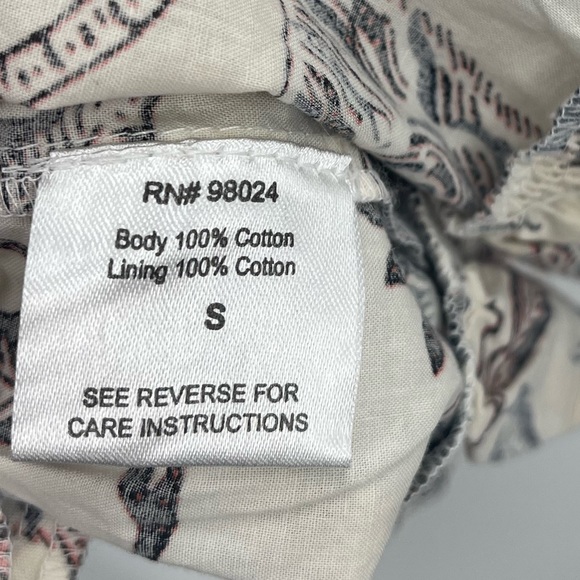 RN# 98024
Body 100% Cotton
Lining 100% Cotton
S
SEE REVERSE FOR
CARE INSTRUCTIONS